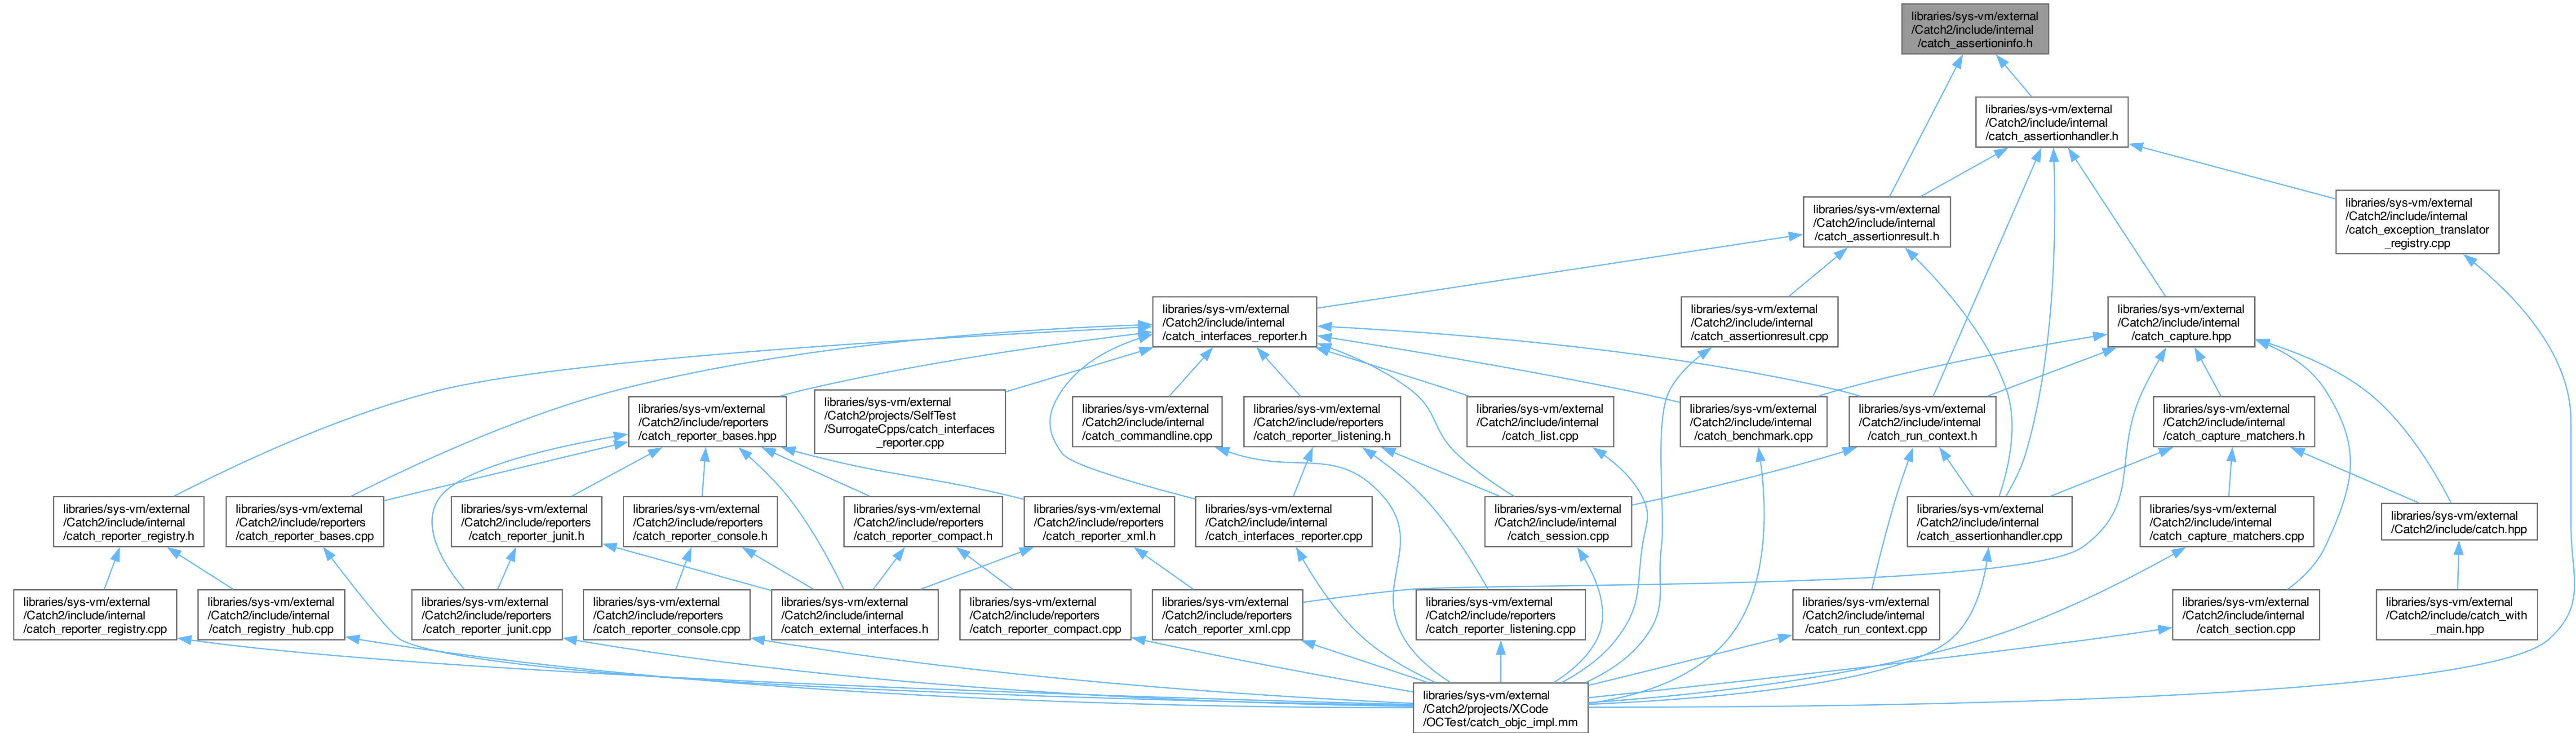 libraries/sys-vm/external
/Catch2/include/internal
/catch_assertioninfo.h
libraries/sys-vm/external
/Catch2/include/internal
/catch_assertionhandler.h
libraries/sys-vm/external
/Catch2/include/internal
/catch_assertionresult.h
libraries/sys-vm/external
/Catch2/include/internal
/catch_exception_translator
_registry.cpp
libraries/sys-vm/external
/Catch2/include/internal
/catch_interfaces_reporter.h
libraries/sys-vm/external
/Catch2/include/internal
/catch_assertionresult.cpp
libraries/sys-vm/external
/Catch2/include/internal
/catch_capture.hpp
libraries/sys-vm/external
/Catch2/include/reporters
/catch_reporter_bases.hpp
libraries/sys-vm/external
/Catch2/projects/SelfTest
/SurrogateCpps/catch_interfaces
_reporter.cpp
libraries/sys-vm/external
/Catch2/include/internal
/catch_commandline.cpp
libraries/sys-vm/external
/Catch2/include/reporters
/catch_reporter_listening.h
libraries/sys-vm/external
/Catch2/include/internal
/catch_list.cpp
libraries/sys-vm/external
/Catch2/include/internal
/catch_benchmark.cpp
libraries/sys-vm/external
/Catch2/include/internal
/catch_run_context.h
libraries/sys-vm/external
/Catch2/include/internal
/catch_capture_matchers.h
libraries/sys-vm/external
/Catch2/include/internal
/catch_reporter_registry.h
libraries/sys-vm/external
/Catch2/include/reporters
/catch_reporter_bases.cpp
libraries/sys-vm/external
/Catch2/include/reporters
/catch_reporter_junit.h
libraries/sys-vm/external
/Catch2/include/reporters
/catch_reporter_console.h
libraries/sys-vm/external
/Catch2/include/reporters
/catch_reporter_compact.h
libraries/sys-vm/external
/Catch2/include/reporters
/catch_reporter_xml.h
libraries/sys-vm/external
/Catch2/include/internal
/catch_interfaces_reporter.cpp
libraries/sys-vm/external
/Catch2/include/internal
/catch_session.cpp
libraries/sys-vm/external
/Catch2/include/internal
/catch_assertionhandler.cpp
libraries/sys-vm/external
/Catch2/include/internal
/catch_capture_matchers.cpp
libraries/sys-vm/external
/Catch2/include/catch.hpp
libraries/sys-vm/external
/Catch2/include/internal
/catch_reporter_registry.cpp
libraries/sys-vm/external
/Catch2/include/internal
/catch_registry_hub.cpp
libraries/sys-vm/external
/Catch2/include/reporters
/catch_reporter_junit.cpp
libraries/sys-vm/external
/Catch2/include/reporters
/catch_reporter_console.cpp
libraries/sys-vm/external
/Catch2/include/internal
/catch_external_interfaces.h
libraries/sys-vm/external
/Catch2/include/reporters
/catch_reporter_compact.cpp
libraries/sys-vm/external
/Catch2/include/reporters
/catch_reporter_xml.cpp
libraries/sys-vm/external
/Catch2/include/reporters
/catch_reporter_listening.cpp
libraries/sys-vm/external
/Catch2/include/internal
/catch_run_context.cpp
libraries/sys-vm/external
/Catch2/include/internal
/catch_section.cpp
libraries/sys-vm/external
/Catch2/include/catch_with
_main.hpp
libraries/sys-vm/external
/Catch2/projects/XCode
/OCTest/catch_objc_impl.mm